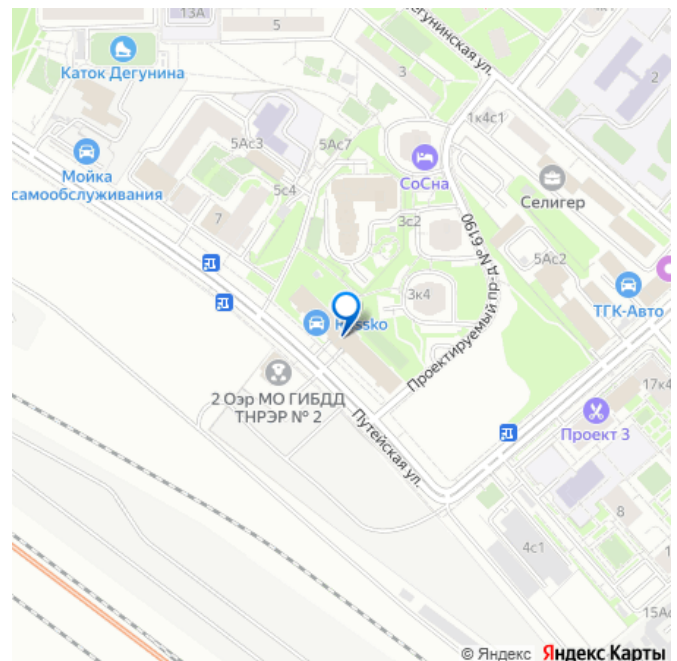 13А
5
Каток Дегунина
Дегунинская ул.
3
2
1к4с1
5Ас3
5Ас7
Мойка
самообслуживания
5с4
СоСна
Селигер
7
3с2
5Ас2
Проектируемый пр-д № 6190
3к4
ТГК-Авто
2 Оэр МО ГИБДД
ТНРЭР № 2
Путейская ул.
17к4
Проект 3
8
4с1
15Ас
© Яндекс Яндекс Карты